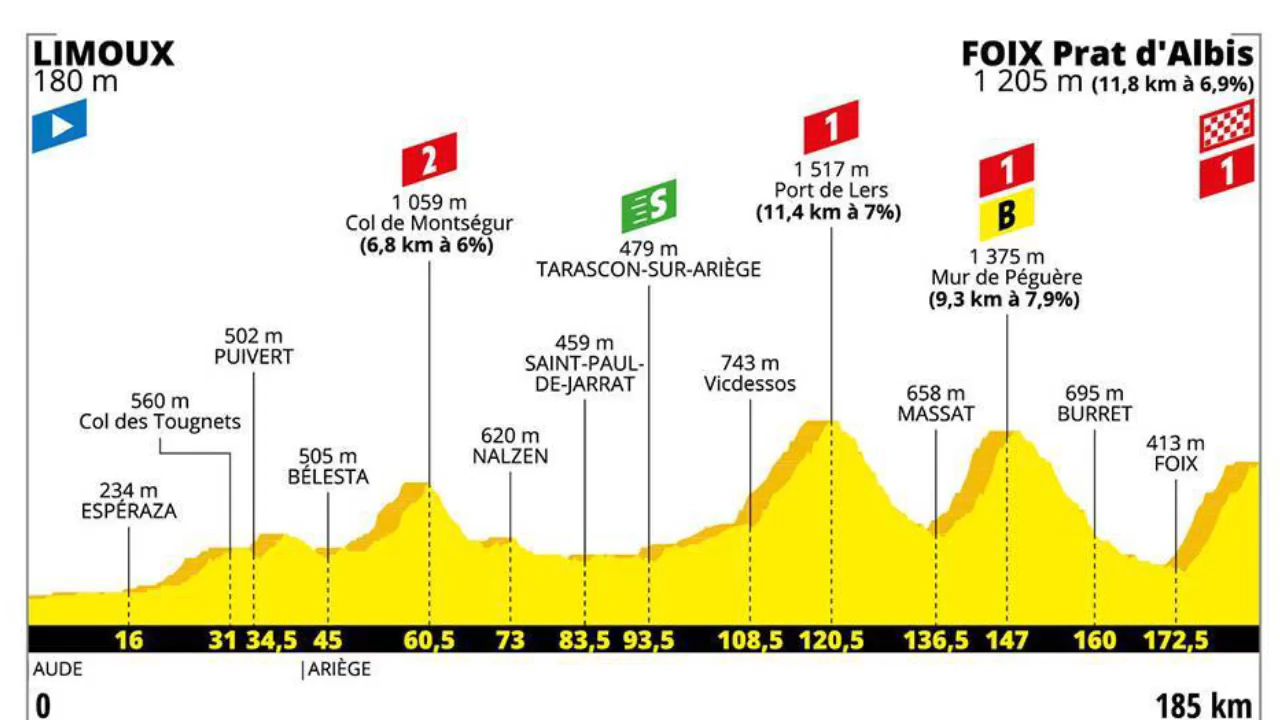 LIMOUX
180 m
FOIX Prat d'Albis
1 205 m (11,8 km à 6,9%)
1
2
1 059 m
Col de Montségur
(6,8 km à 6%)
S
479 m
TARASCON-SUR-ARIÈGE
1
1 517 m
Port de Lers
(11,4 km à 7%)
1
B
1 375 m
Mur de Péguère
(9,3 km à 7,9%)
234 m
ESPÉRAZA
560 m
Col des Tougnets
502 m
PUIVERT
505 m
BÉLESTA
620 m
NALZEN
459 m
SAINT-PAUL-
DE-JARRAT
743 m
Vicdessos
658 m
MASSAT
695 m
BURRET
413 m
FOIX
16 31 34,5 45 60,5 73 83,5 93,5 108,5 120,5 136,5 147 160 172,5
AUDE |ARIÈGE
0 185 km